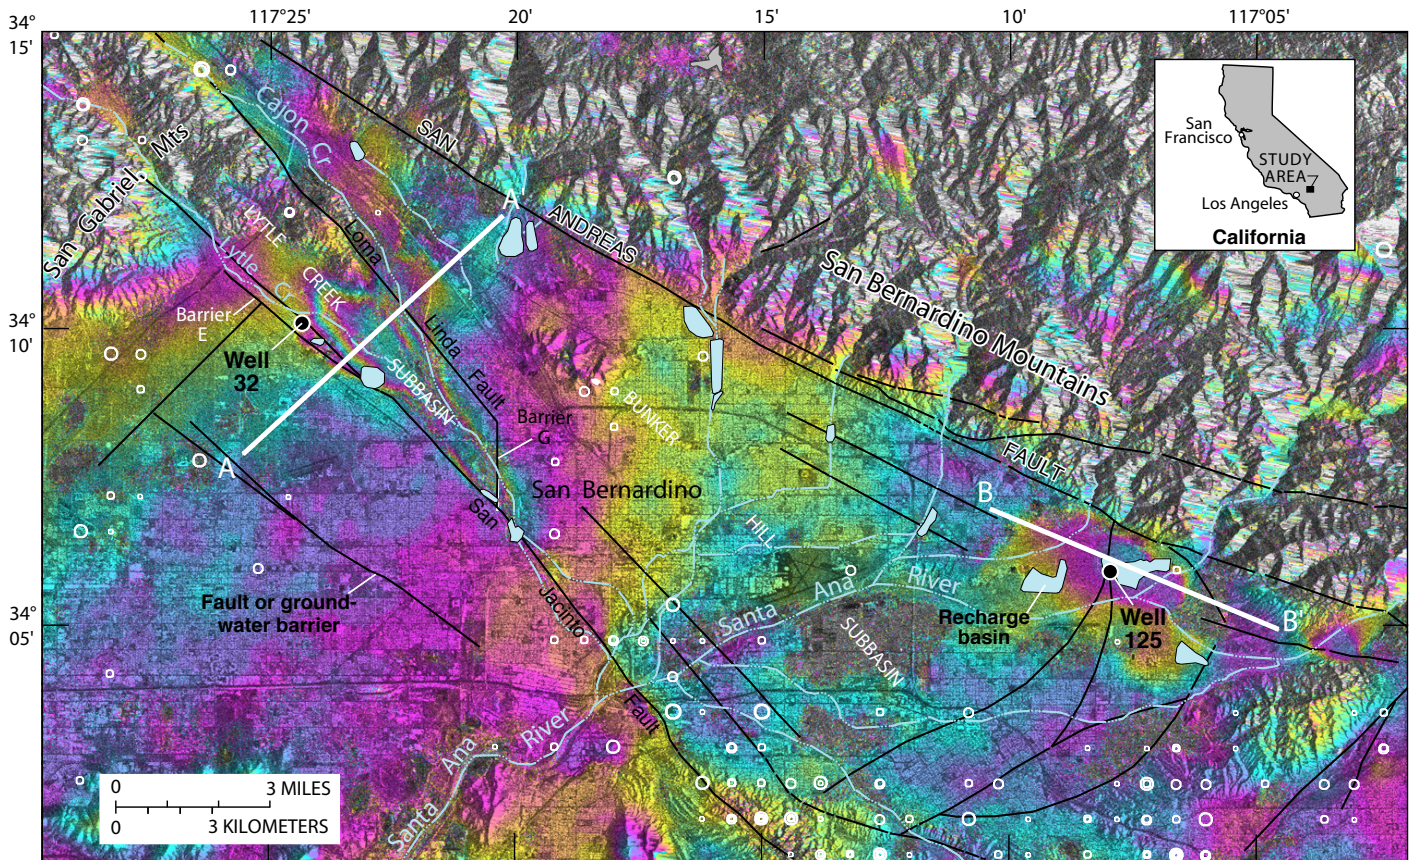 117°25'
20'
15'
10'
117°05'
34°
15'
34°
10'
34°
05'
Cajon
Cr
SAN
ANDREAS
FAULT
San Gabriel Mts
LYTLE
CREEK
SUBBASIN
Lytle
Cr
Loma
Linda
Fault
A'
A
Barrier
E
Well
32
Barrier
G
BUNKER
HILL
SUBBASIN
San Bernardino
San Bernardino Mountains
San
Jacinto
Fault
Fault or ground-
water barrier
Santa Ana River
Santa Ana River
Recharge
basin
Well
125
B
B'
San
Francisco
STUDY
AREA
Los Angeles
California
0 3 MILES
0 3 KILOMETERS